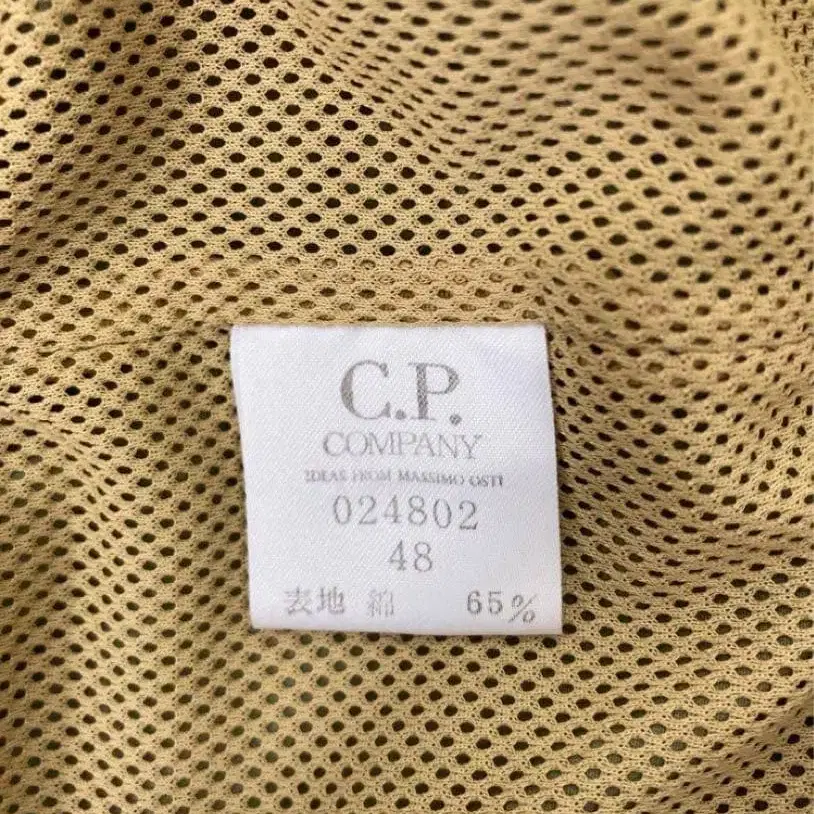 C.P.
COMPANY
IDEAS FROM MASSIMO OSTI
024802
48
表地 綿 65%